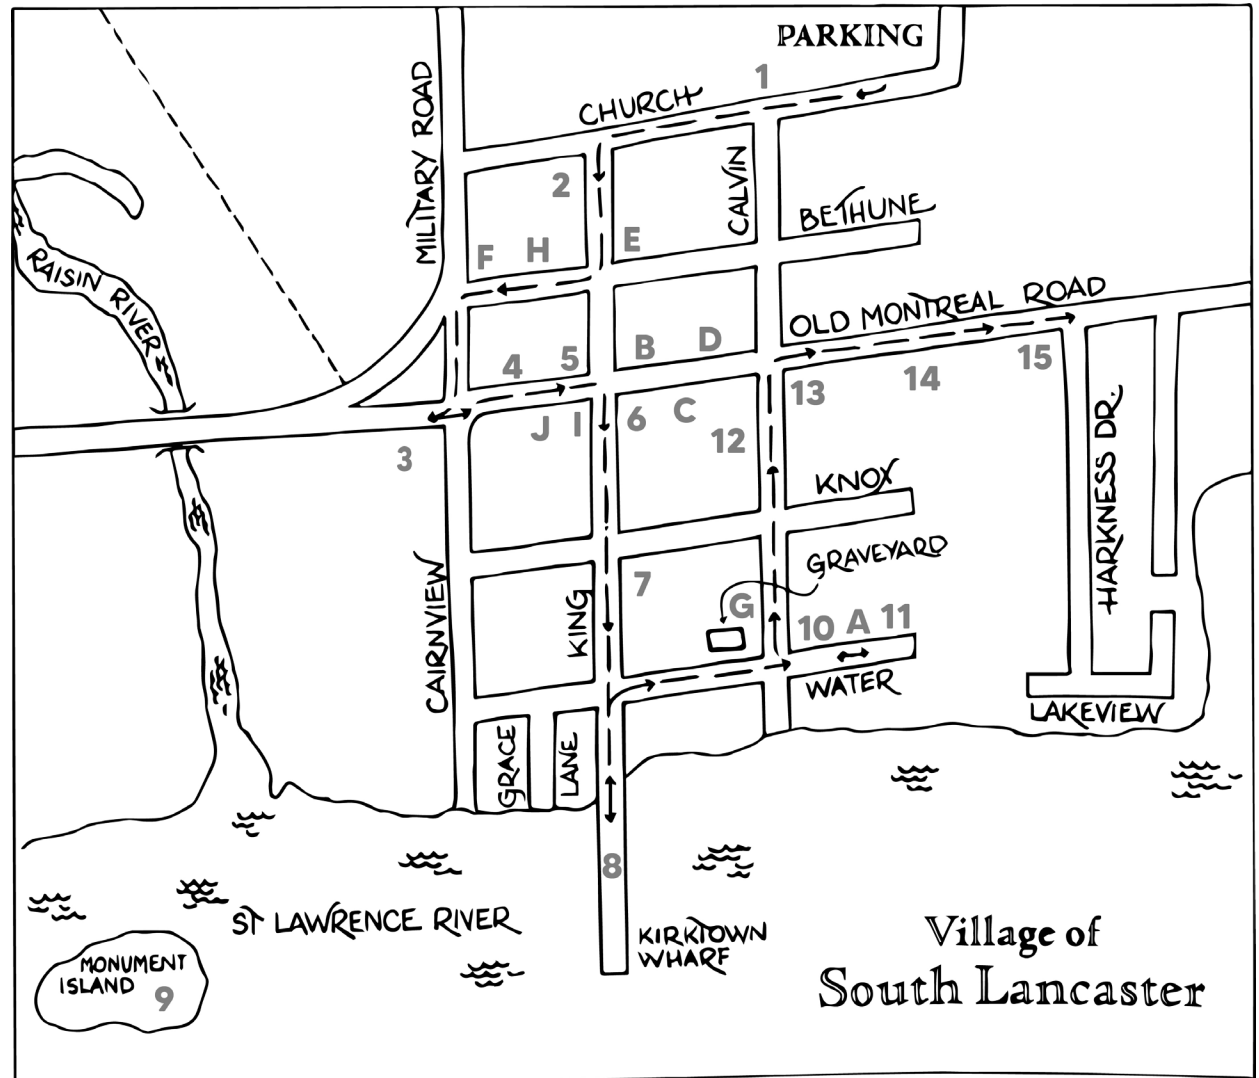 PARKING
1
CHURCH
MILITARY ROAD
2
CALVIN
BETHUNE
F
H
E
RAISIN RIVER
OLD MONTREAL ROAD
4
5
B
D
15
14
13
3
J
I
6
C
12
HARKNESS DR.
KNOX
GRAVEYARD
CAIRNVIEW
KING
7
G
10
A
11
WATER
LAKEVIEW
GRACE
LANE
8
ST LAWRENCE RIVER
KIRKTOWN
WHARF
MONUMENT
ISLAND
9
Village of
South Lancaster